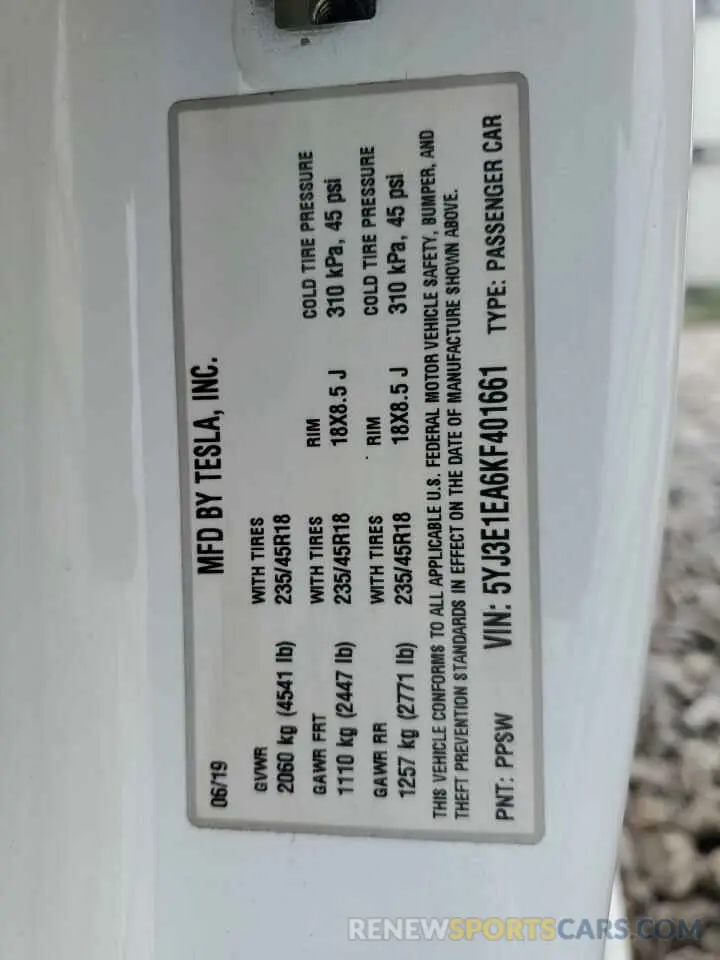 MFD BY TESLA, INC.
06/19
GVWR WITH TIRES
2060 kg (4541 lb) 235/45R18
GAWR FRT WITH TIRES RIM COLD TIRE PRESSURE
1110 kg (2447 lb) 235/45R18 18X8.5 J 310 kPa, 45 psi
GAWR RR WITH TIRES RIM COLD TIRE PRESSURE
1257 kg (2771 lb) 235/45R18 18X8.5 J 310 kPa, 45 psi
THIS VEHICLE CONFORMS TO ALL APPLICABLE U.S. FEDERAL MOTOR VEHICLE SAFETY, BUMPER, AND
THEFT PREVENTION STANDARDS IN EFFECT ON THE DATE OF MANUFACTURE SHOWN ABOVE.
PNT: PPSW VIN: 5YJ3E1EA6KF401661 TYPE: PASSENGER CAR
RENEWSPORTSCARS.COM